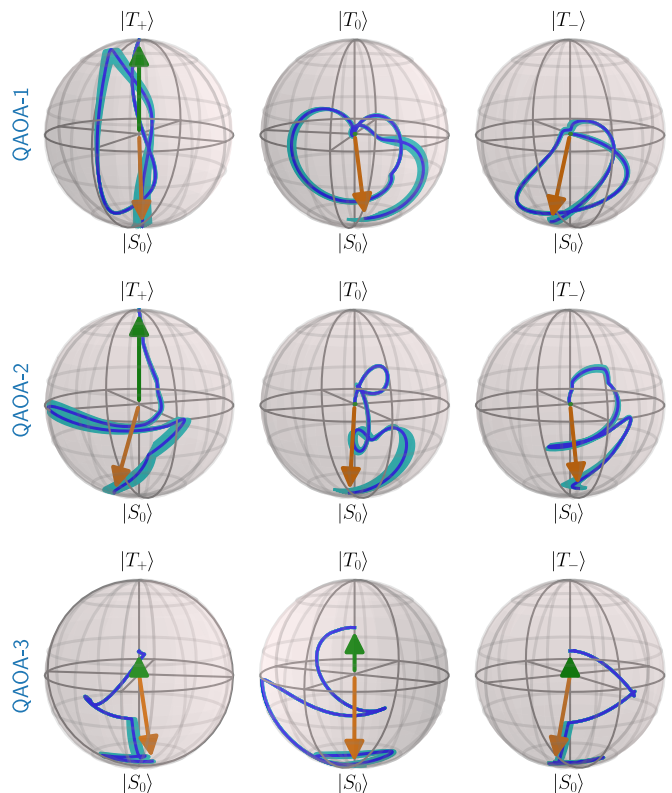 |T₊⟩ |T₀⟩ |T₋⟩
QAOA-1
|S₀⟩ |S₀⟩ |S₀⟩
|T₊⟩ |T₀⟩ |T₋⟩
QAOA-2
|S₀⟩ |S₀⟩ |S₀⟩
|T₊⟩ |T₀⟩ |T₋⟩
QAOA-3
|S₀⟩ |S₀⟩ |S₀⟩